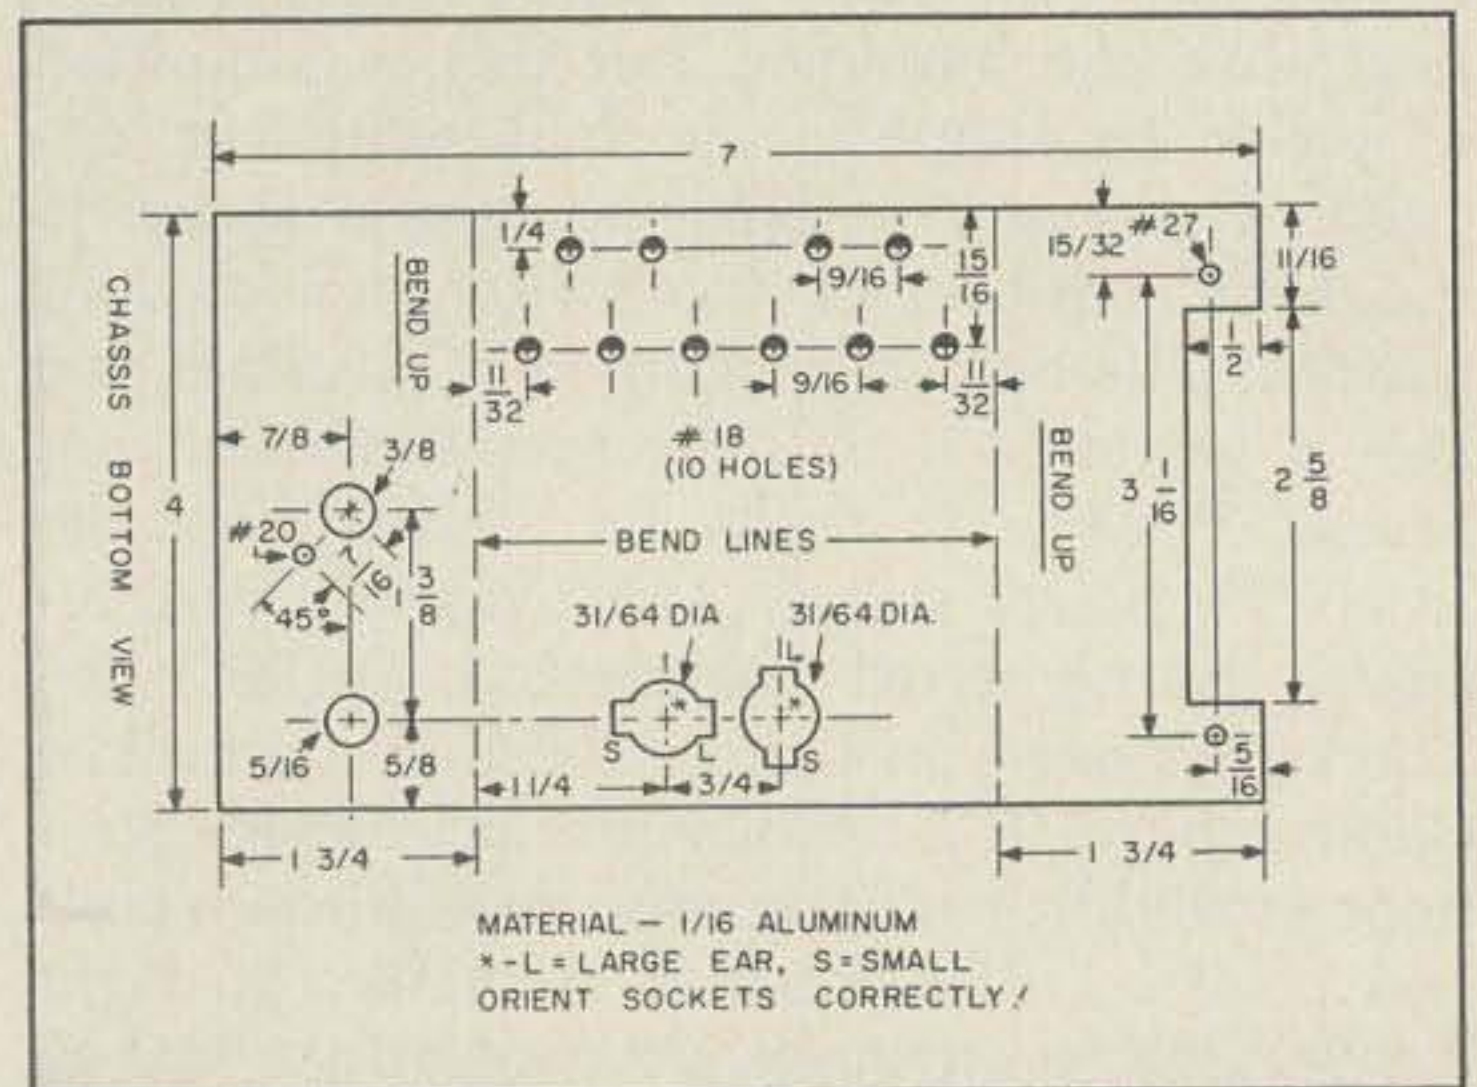 7
1/4
9/16
15
16
15/32
#27
11/16
BEND UP
11
32
9/16
11
32
1
2
7/8
3/8
# 18
(10 HOLES)
CHASSIS BOTTOM VIEW
4
BEND UP
3 1
16
2 5
8
#20
BEND LINES
7/16
1 3
8
45°
31/64 DIA
31/64 DIA.
L
*
*
S
L
S
5/16
5/8
1 1/4
3/4
5
16
1 3/4
1 3/4
MATERIAL — 1/16 ALUMINUM
*-L = LARGE EAR, S = SMALL
ORIENT SOCKETS CORRECTLY!